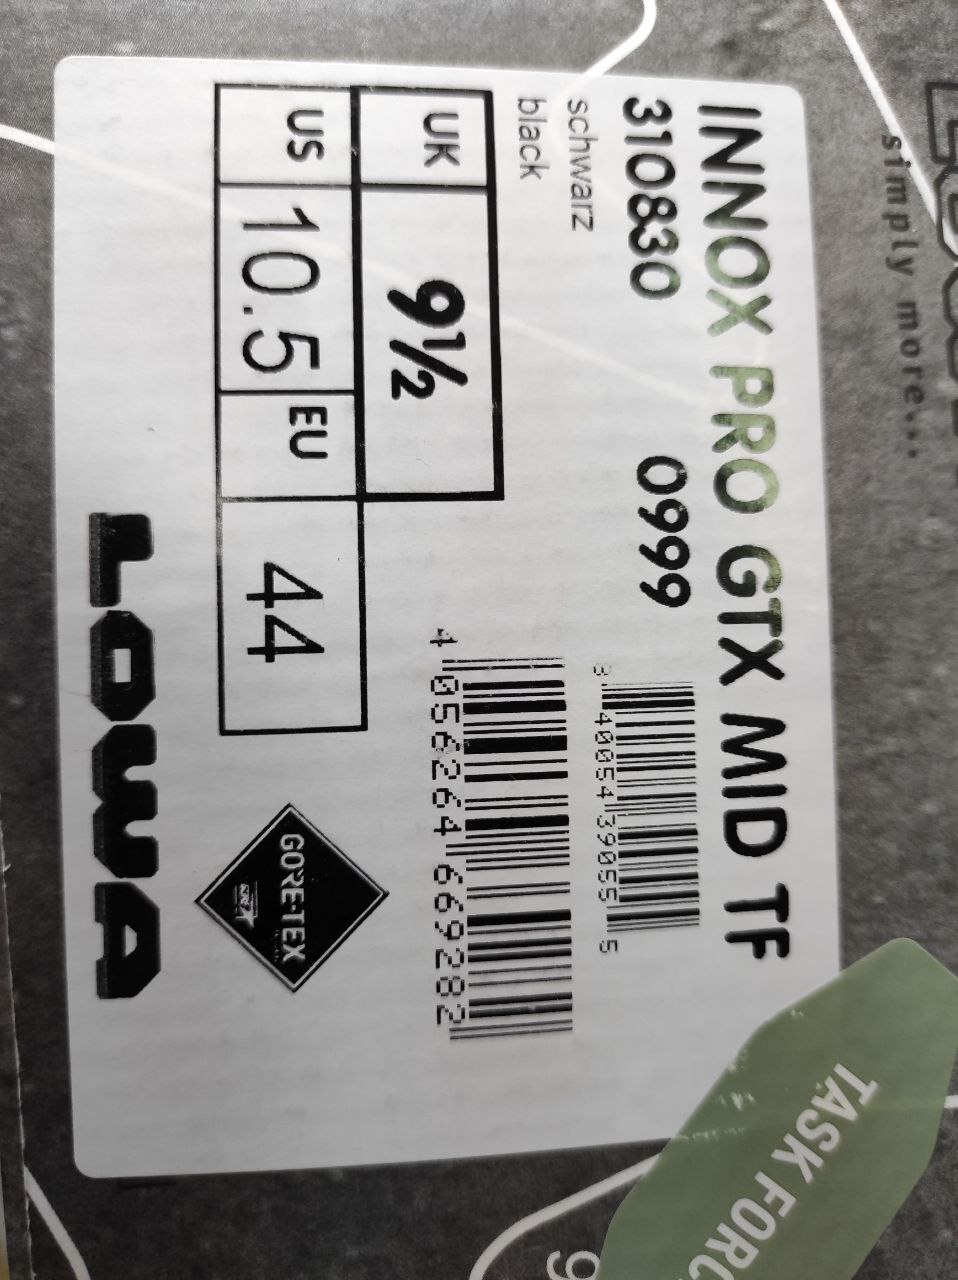 simply more...
INNOX PRO GTX MID TF
310830 0999
schwarz
black
8 40054 39055 5
4 056264 669282
UK 9½
US 10.5 EU 44
GORE-TEX
LOWA
TASK FORC